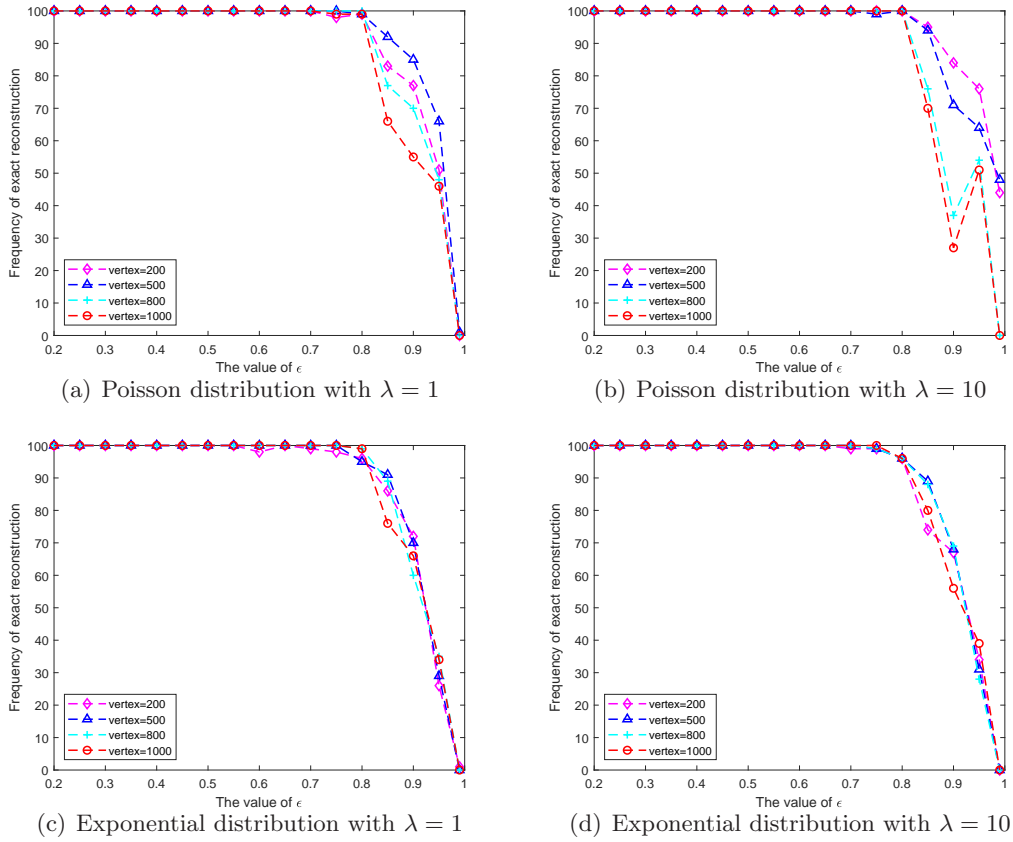 100
90
80
70
60
50
40
30
20
10
0
Frequency of exact reconstruction
vertex=200
vertex=500
vertex=800
vertex=1000
0.2 0.3 0.4 0.5 0.6 0.7 0.8 0.9 1
The value of ϵ
(a) Poisson distribution with λ = 1
100
90
80
70
60
50
40
30
20
10
0
Frequency of exact reconstruction
vertex=200
vertex=500
vertex=800
vertex=1000
0.2 0.3 0.4 0.5 0.6 0.7 0.8 0.9 1
The value of ϵ
(b) Poisson distribution with λ = 10
100
90
80
70
60
50
40
30
20
10
0
Frequency of exact reconstruction
vertex=200
vertex=500
vertex=800
vertex=1000
0.2 0.3 0.4 0.5 0.6 0.7 0.8 0.9 1
The value of ϵ
(c) Exponential distribution with λ = 1
100
90
80
70
60
50
40
30
20
10
0
Frequency of exact reconstruction
vertex=200
vertex=500
vertex=800
vertex=1000
0.2 0.3 0.4 0.5 0.6 0.7 0.8 0.9 1
The value of ϵ
(d) Exponential distribution with λ = 10